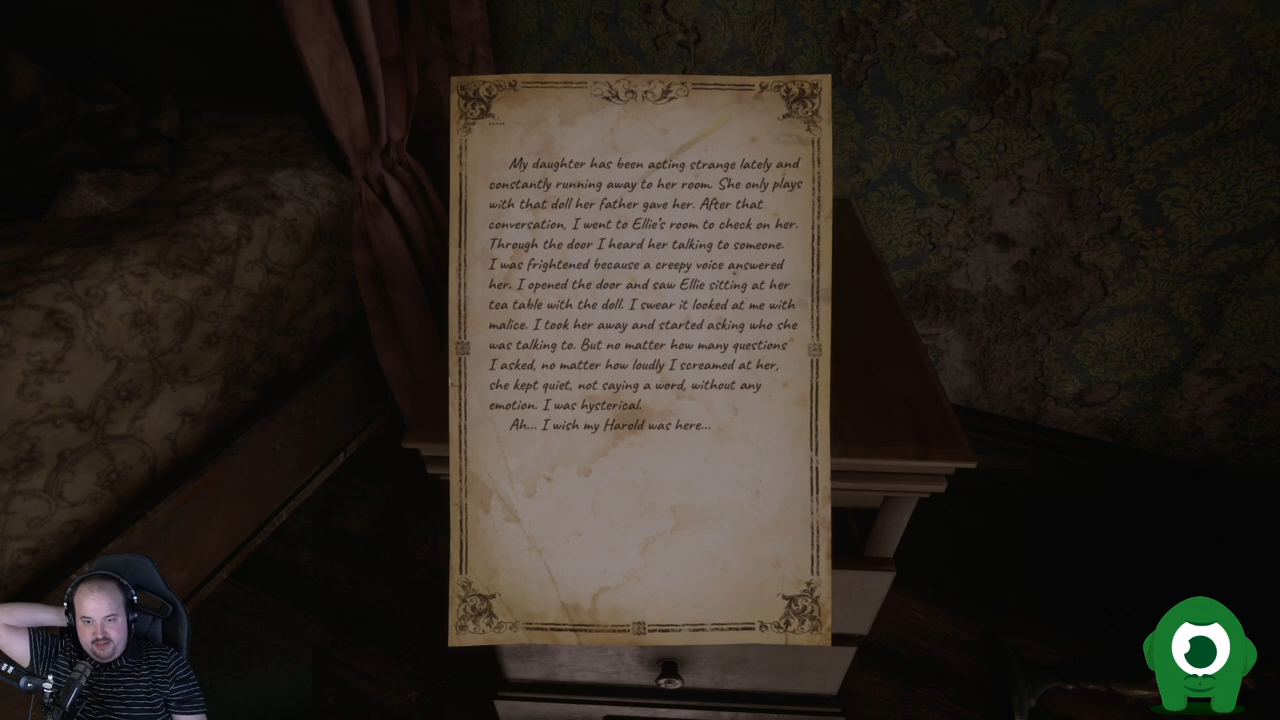 .....
My daughter has been acting strange lately and
constantly running away to her room. She only plays
with that doll her father gave her. After that
conversation, I went to Ellie's room to check on her.
Through the door I heard her talking to someone.
I was frightened because a creepy voice answered
her. I opened the door and saw Ellie sitting at her
tea table with the doll. I swear it looked at me with
malice. I took her away and started asking who she
was talking to. But no matter how many questions
I asked, no matter how loudly I screamed at her,
she kept quiet, not saying a word, without any
emotion. I was hysterical.
Ah... I wish my Harold was here...